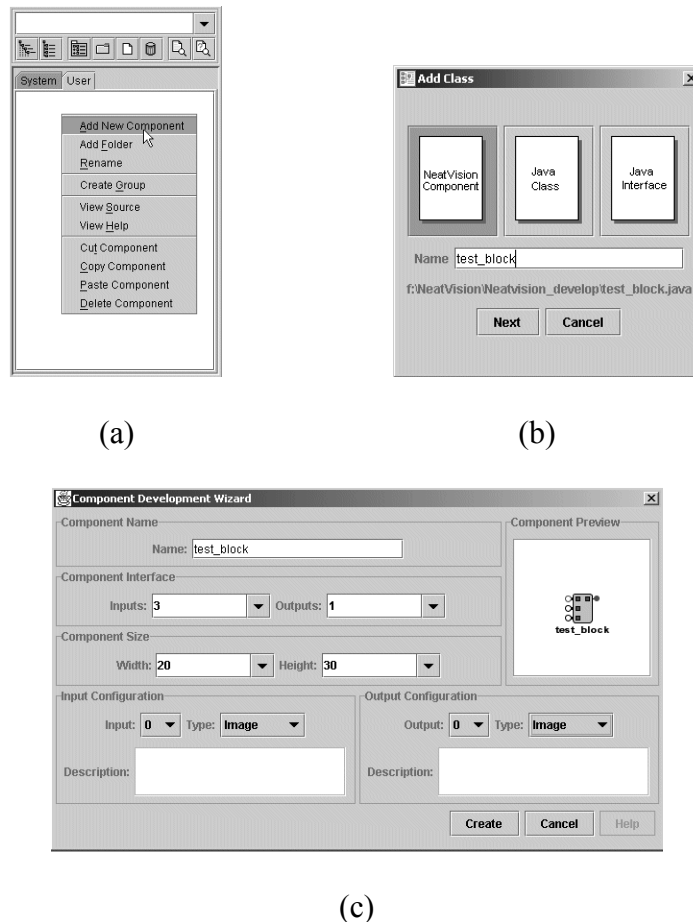 System User
Add New Component
Add Folder
Rename
Create Group
View Source
View Help
Cut Component
Copy Component
Paste Component
Delete Component
(a)
Add Class
NeatVision
Component
Java
Class
Java
Interface
Name test_block
f:\NeatVision\Neatvision_develop\test_block.java
Next Cancel
(b)
Component Development Wizard
Component Name
Name: test_block
Component Interface
Inputs: 3 Outputs: 1
Component Size
Width: 20 Height: 30
Component Preview
test_block
Input Configuration
Input: 0 Type: Image
Description:
Output Configuration
Output: 0 Type: Image
Description:
Create Cancel Help
(c)